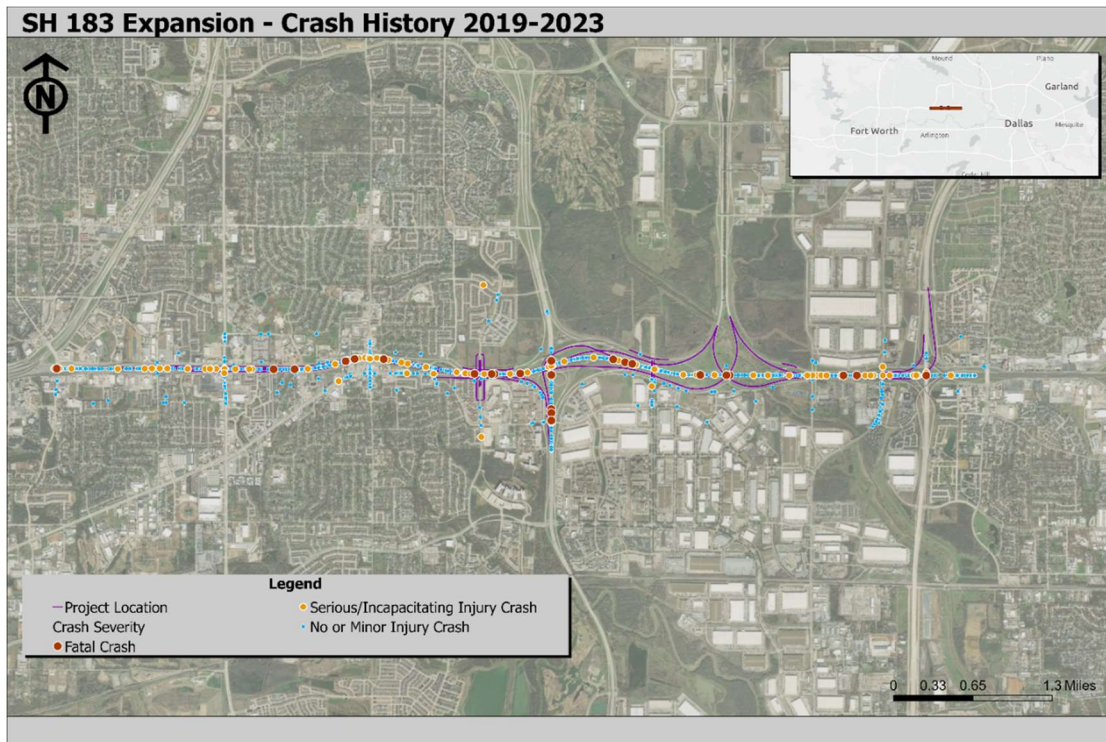 SH 183 Expansion - Crash History 2019-2023
N
Mound
Plano
Garland
Fort Worth
Dallas
Mesquite
Arlington
Legend
Project Location
Crash Severity
Fatal Crash
Serious/Incapacitating Injury Crash
No or Minor Injury Crash
0 0.33 0.65 1.3 Miles